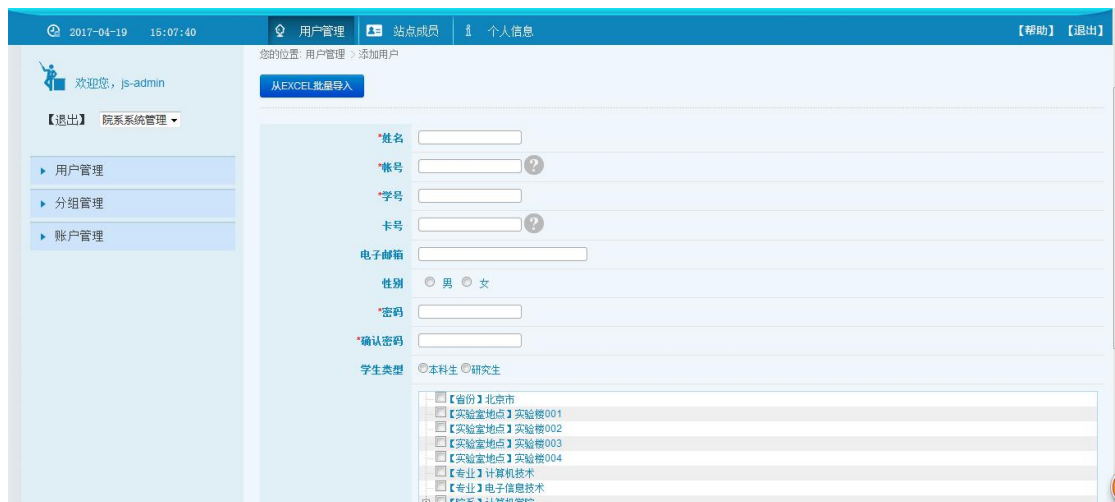 2017-04-19 15:07:40 用户管理 站点成员 个人信息 【帮助】 【退出】
您的位置: 用户管理 > 添加用户
欢迎您，js-admin
从EXCEL批量导入
【退出】 院系系统管理
用户管理
分组管理
账户管理
*姓名
*帐号 ?
*学号
卡号 ?
电子邮箱
性别 男 女
*密码
*确认密码
学生类型 本科生 研究生
【省份】北京市
【实验室地点】实验楼001
【实验室地点】实验楼002
【实验室地点】实验楼003
【实验室地点】实验楼004
【专业】计算机技术
【专业】电子信息技术
【院系】计算机学院